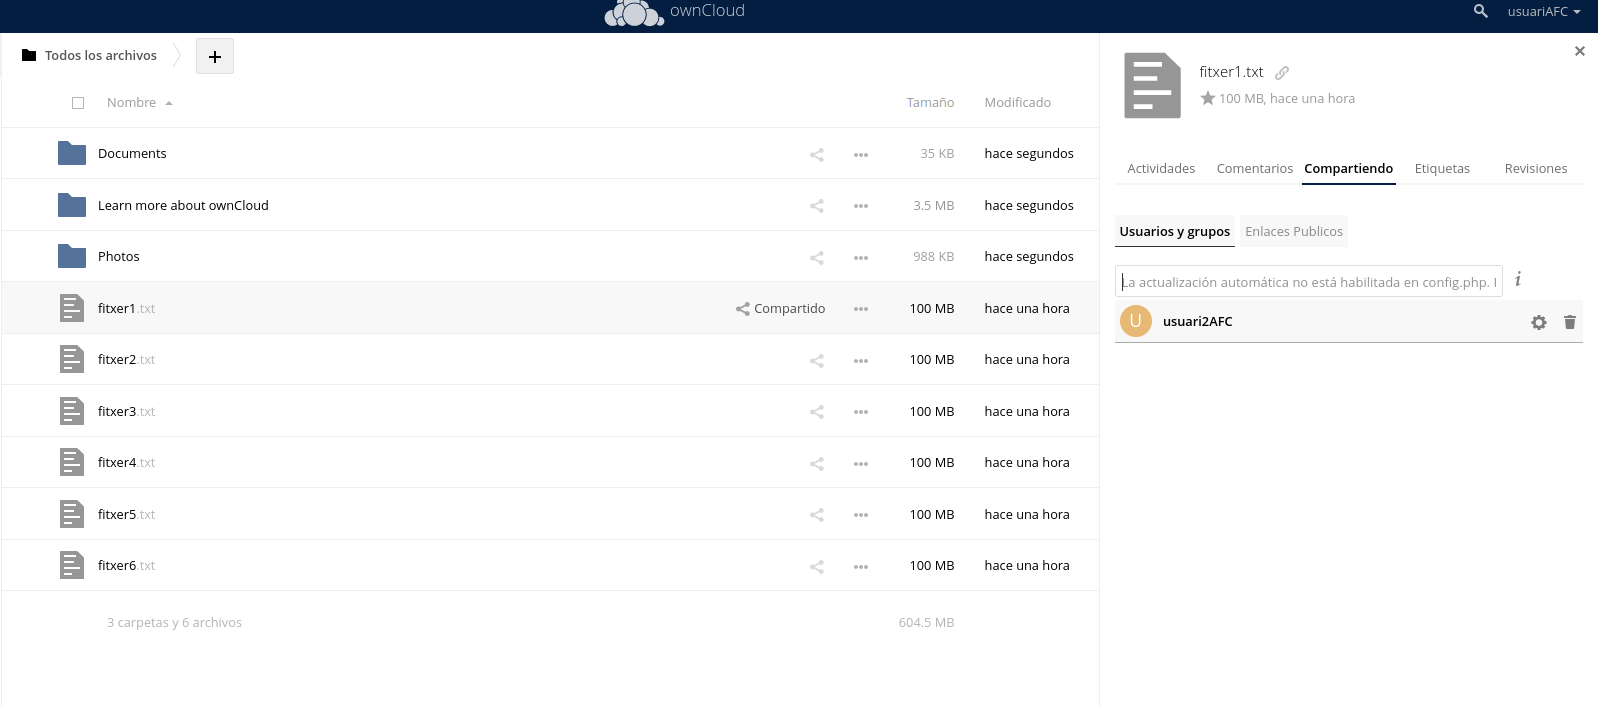 ownCloud
usuariAFC
Todos los archivos
+
Nombre Tamaño Modificado
Documents 35 KB hace segundos
Learn more about ownCloud 3.5 MB hace segundos
Photos 988 KB hace segundos
fitxer1.txt Compartido 100 MB hace una hora
fitxer2.txt 100 MB hace una hora
fitxer3.txt 100 MB hace una hora
fitxer4.txt 100 MB hace una hora
fitxer5.txt 100 MB hace una hora
fitxer6.txt 100 MB hace una hora
3 carpetas y 6 archivos 604.5 MB
fitxer1.txt
100 MB, hace una hora
Actividades Comentarios Compartiendo Etiquetas Revisiones
Usuarios y grupos Enlaces Publicos
La actualización automática no está habilitada en config.php.
i
U usuari2AFC